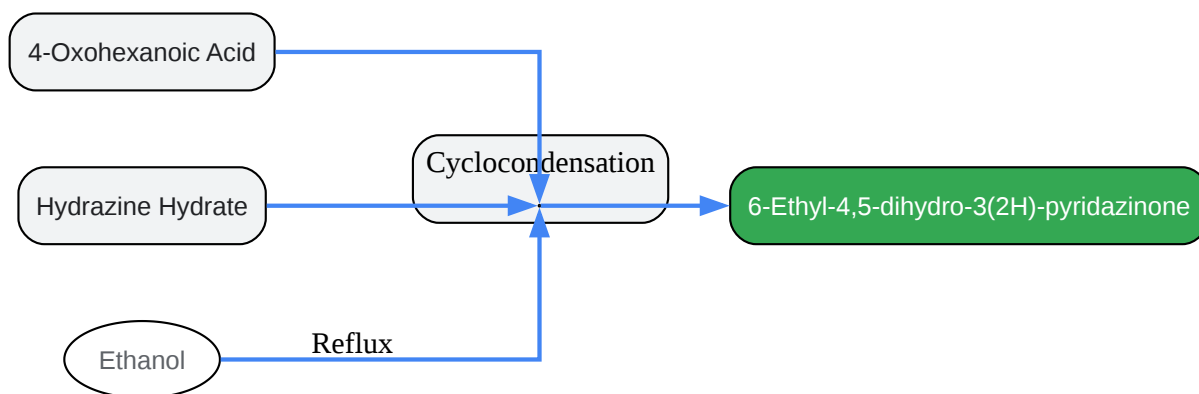 4-Oxohexanoic Acid
Cyclocondensation
Hydrazine Hydrate
6-Ethyl-4,5-dihydro-3(2H)-pyridazinone
Reflux
Ethanol